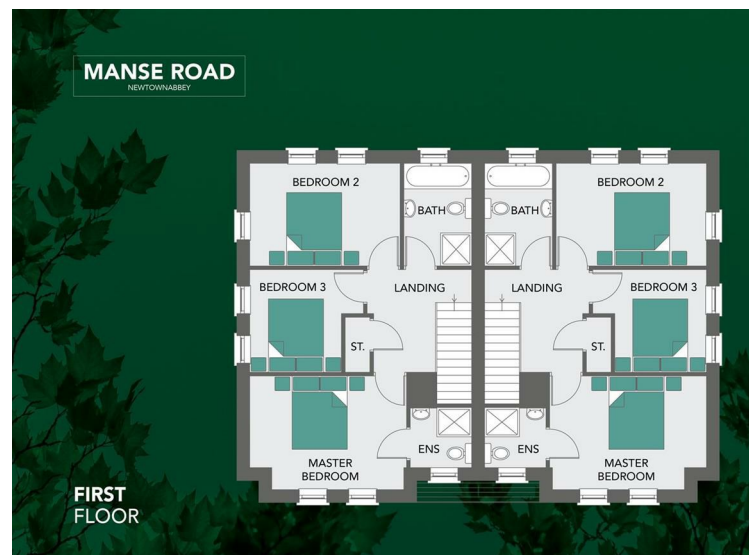 MANSE ROAD
NEWTOWNABBEY
BEDROOM 2
BATH
BATH
BEDROOM 2
BEDROOM 3
LANDING
LANDING
BEDROOM 3
ST.
ST.
ENS
ENS
MASTER
BEDROOM
MASTER
BEDROOM
FIRST
FLOOR